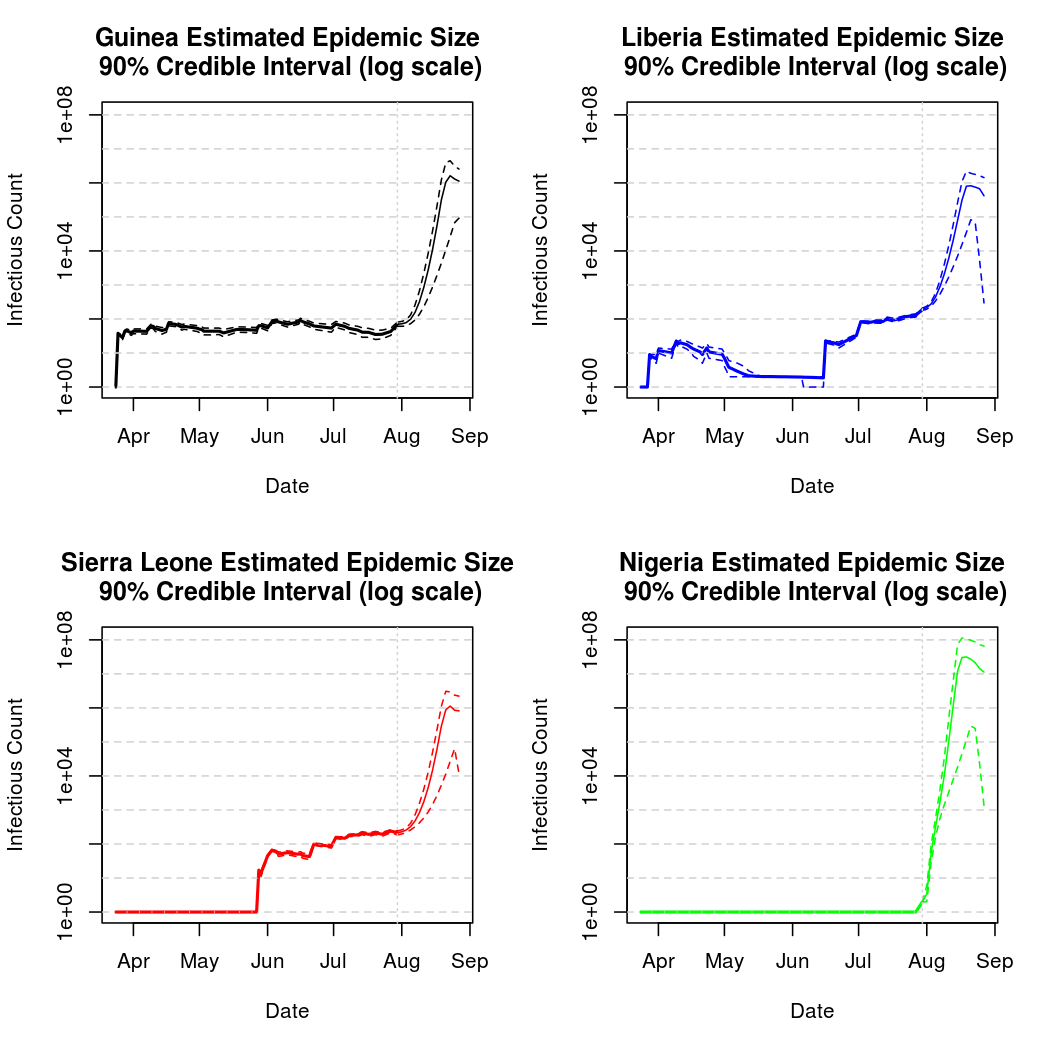 Guinea Estimated Epidemic Size
90% Credible Interval (log scale)
Infectious Count
1e+08
1e+04
1e+00
Apr May Jun Jul Aug Sep
Date
Liberia Estimated Epidemic Size
90% Credible Interval (log scale)
Infectious Count
1e+08
1e+04
1e+00
Apr May Jun Jul Aug Sep
Date
Sierra Leone Estimated Epidemic Size
90% Credible Interval (log scale)
Infectious Count
1e+08
1e+04
1e+00
Apr May Jun Jul Aug Sep
Date
Nigeria Estimated Epidemic Size
90% Credible Interval (log scale)
Infectious Count
1e+08
1e+04
1e+00
Apr May Jun Jul Aug Sep
Date